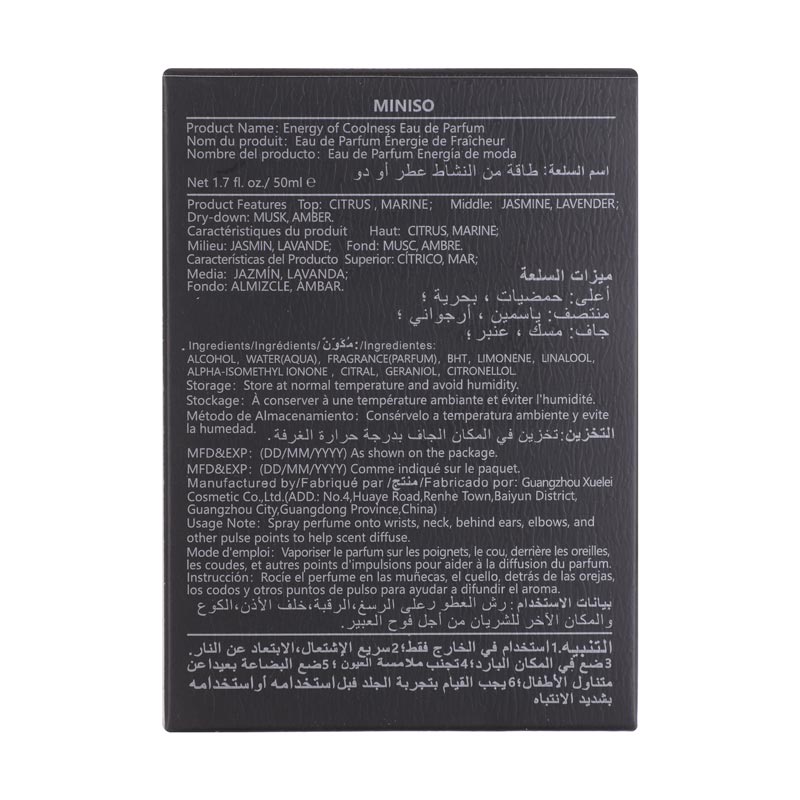 MINISO
Product Name: Energy of Coolness Eau de Parfum
Nom du produit: Eau de Parfum Énergie de Fraîcheur
Nombre del producto: Eau de Parfum Energía de moda
اسم السلعة: طاقة من النشاط عطر أو دو
Net 1.7 fl. oz./ 50ml ℮
Product Features Top: CITRUS , MARINE; Middle: JASMINE, LAVENDER;
Dry-down: MUSK, AMBER.
Caractéristiques du produit Haut: CITRUS, MARINE;
Milieu: JASMIN, LAVANDE; Fond: MUSC, AMBRE.
Características del Producto Superior: CÍTRICO, MAR;
Media: JAZMÍN, LAVANDA;
Fondo: ALMIZCLE, ÁMBAR.
ميزات السلعة
أعلى: حمضيات ، بحرية ؛
منتصف: ياسمين ، أرجواني ؛
جاف: مسك ، عنبر؛
Ingredients/Ingrédients/مُكَوِّنْ:/Ingredientes:
ALCOHOL, WATER(AQUA), FRAGRANCE(PARFUM), BHT, LIMONENE, LINALOOL,
ALPHA-ISOMETHYL IONONE , CITRAL, GERANIOL, CITRONELLOL.
Storage: Store at normal temperature and avoid humidity.
Stockage: À conserver à une température ambiante et éviter l'humidité.
Método de Almacenamiento: Consérvelo a temperatura ambiente y evite
la humedad.
التخزين: تخزين في المكان الجاف بدرجة حرارة الغرفة.
MFD&EXP: (DD/MM/YYYY) As shown on the package.
MFD&EXP: (DD/MM/YYYY) Comme indiqué sur le paquet.
Manufactured by/Fabriqué par /منتج/Fabricado por: Guangzhou Xuelei
Cosmetic Co.,Ltd.(ADD.: No.4,Huaye Road,Renhe Town,Baiyun District,
Guangzhou City,Guangdong Province,China)
Usage Note: Spray perfume onto wrists, neck, behind ears, elbows, and
other pulse points to help scent diffuse.
Mode d'emploi: Vaporiser le parfum sur les poignets, le cou, derrière les oreilles,
les coudes, et autres points d'impulsions pour aider à la diffusion du parfum.
Instrucción: Rocíe el perfume en las muñecas, el cuello, detrás de las orejas,
los codos y otros puntos de pulso para ayudar a difundir el aroma.
بيانات الاستخدام: رش العطو رعلى الرسغ،الرقبة،خلف الأذن،الكوع
والمكان الآخر للشريان من أجل فوح العبير.
التنبيه.1استخدام في الخارج فقط؛2سريع الإشتعال،الابتعاد عن النار.
3ضع في المكان البارد؛4تجنب ملامسة العيون ؛5ضع البضاعة بعيداعن
متناول الأطفال؛6يجب القيام بتجربة الجلد قبل استخدامه أو استخدامه
بشديد الانتباه